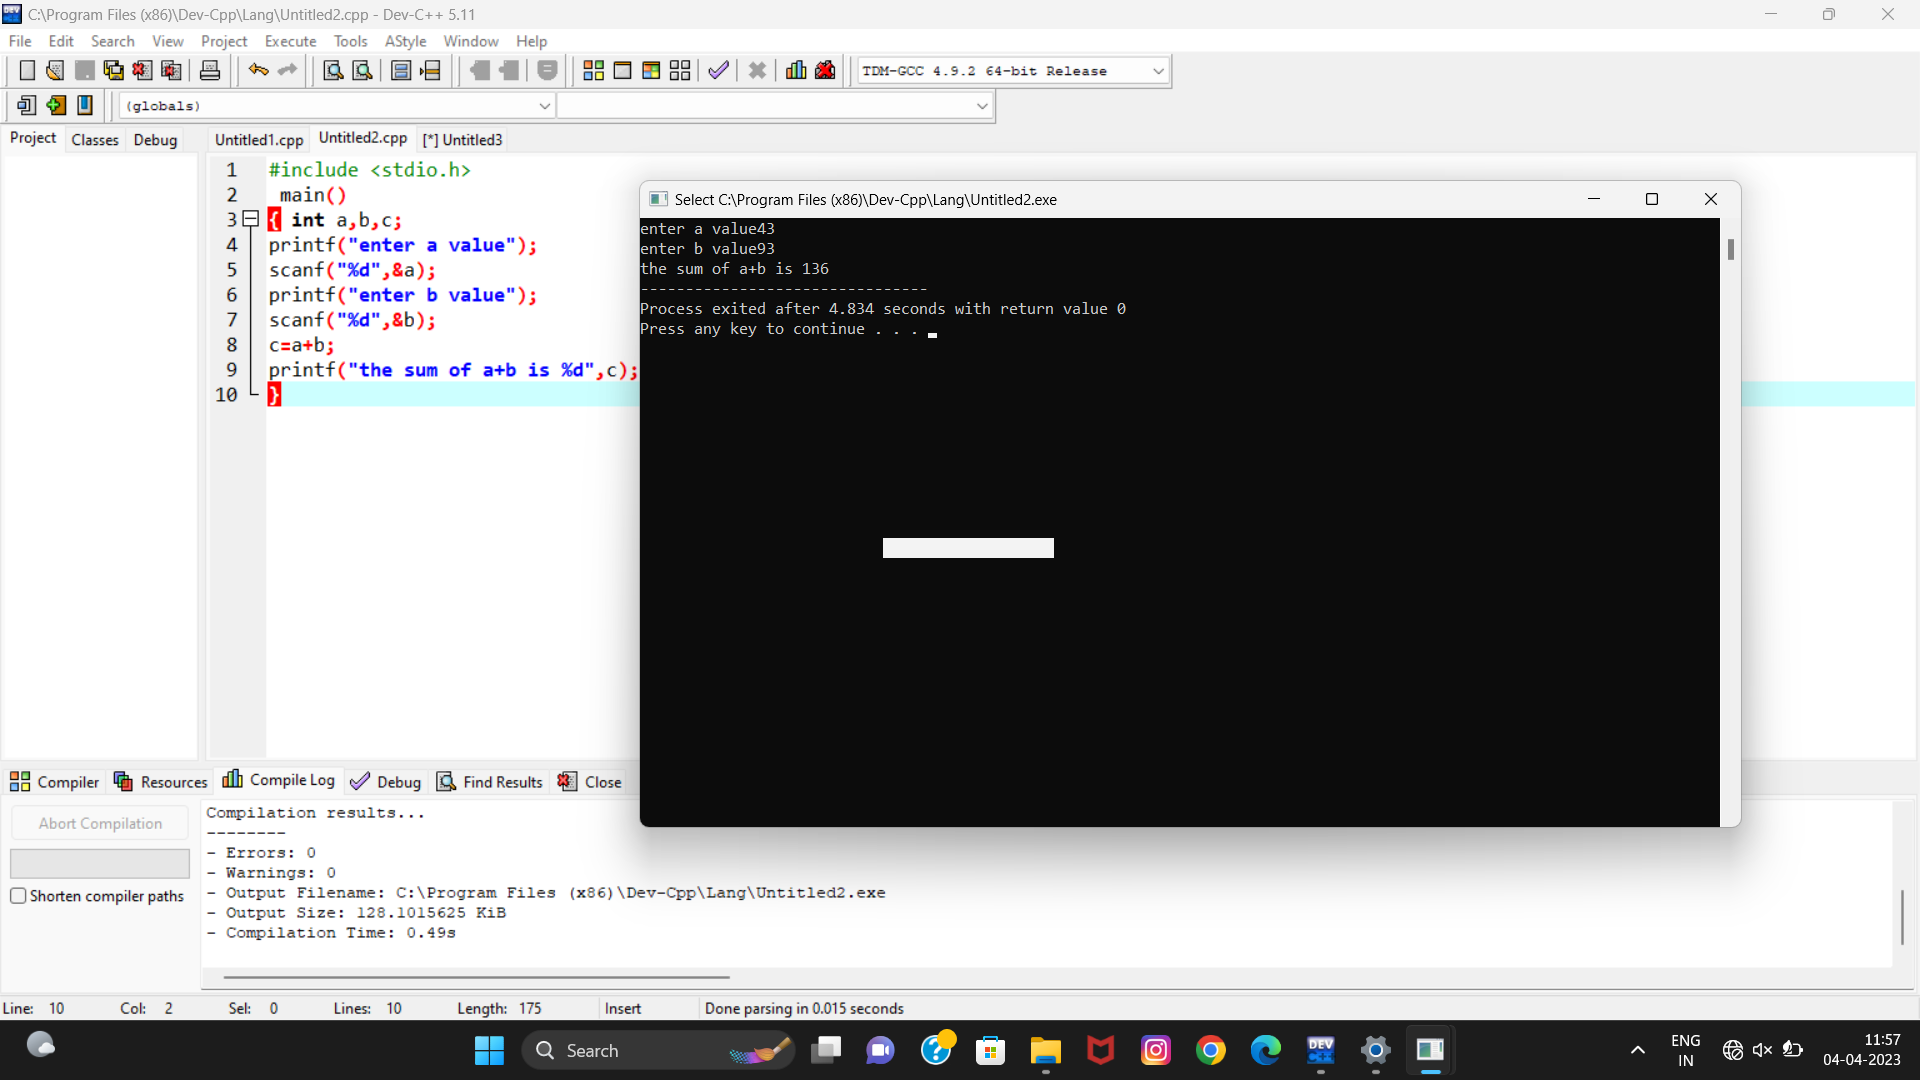 C:\Program Files (x86)\Dev-Cpp\Lang\Untitled2.cpp - Dev-C++ 5.11
File Edit Search View Project Execute Tools AStyle Window Help
TDM-GCC 4.9.2 64-bit Release
(globals)
Project Classes Debug
Untitled1.cpp Untitled2.cpp [*] Untitled3
1 #include <stdio.h>
2 main()
3 { int a,b,c;
4 printf("enter a value");
5 scanf("%d",&a);
6 printf("enter b value");
7 scanf("%d",&b);
8 c=a+b;
9 printf("the sum of a+b is %d",c);
10 }
Select C:\Program Files (x86)\Dev-Cpp\Lang\Untitled2.exe
enter a value43
enter b value93
the sum of a+b is 136
--------------------------------
Process exited after 4.834 seconds with return value 0
Press any key to continue . . .
Compiler Resources Compile Log Debug Find Results Close
Abort Compilation
Shorten compiler paths
Compilation results...
--------
- Errors: 0
- Warnings: 0
- Output Filename: C:\Program Files (x86)\Dev-Cpp\Lang\Untitled2.exe
- Output Size: 128.1015625 KiB
- Compilation Time: 0.49s
Line: 10 Col: 2 Sel: 0 Lines: 10 Length: 175 Insert Done parsing in 0.015 seconds
Search
DEV
ENG
IN
11:57
04-04-2023